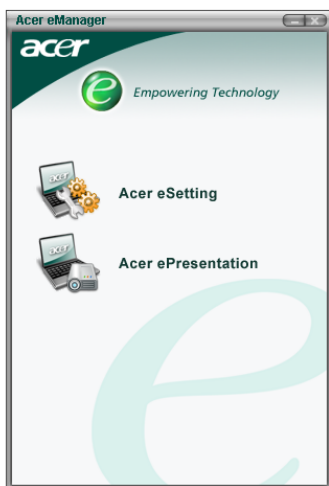 Acer eManager
acer
e Empowering Technology
Acer eSetting
Acer ePresentation